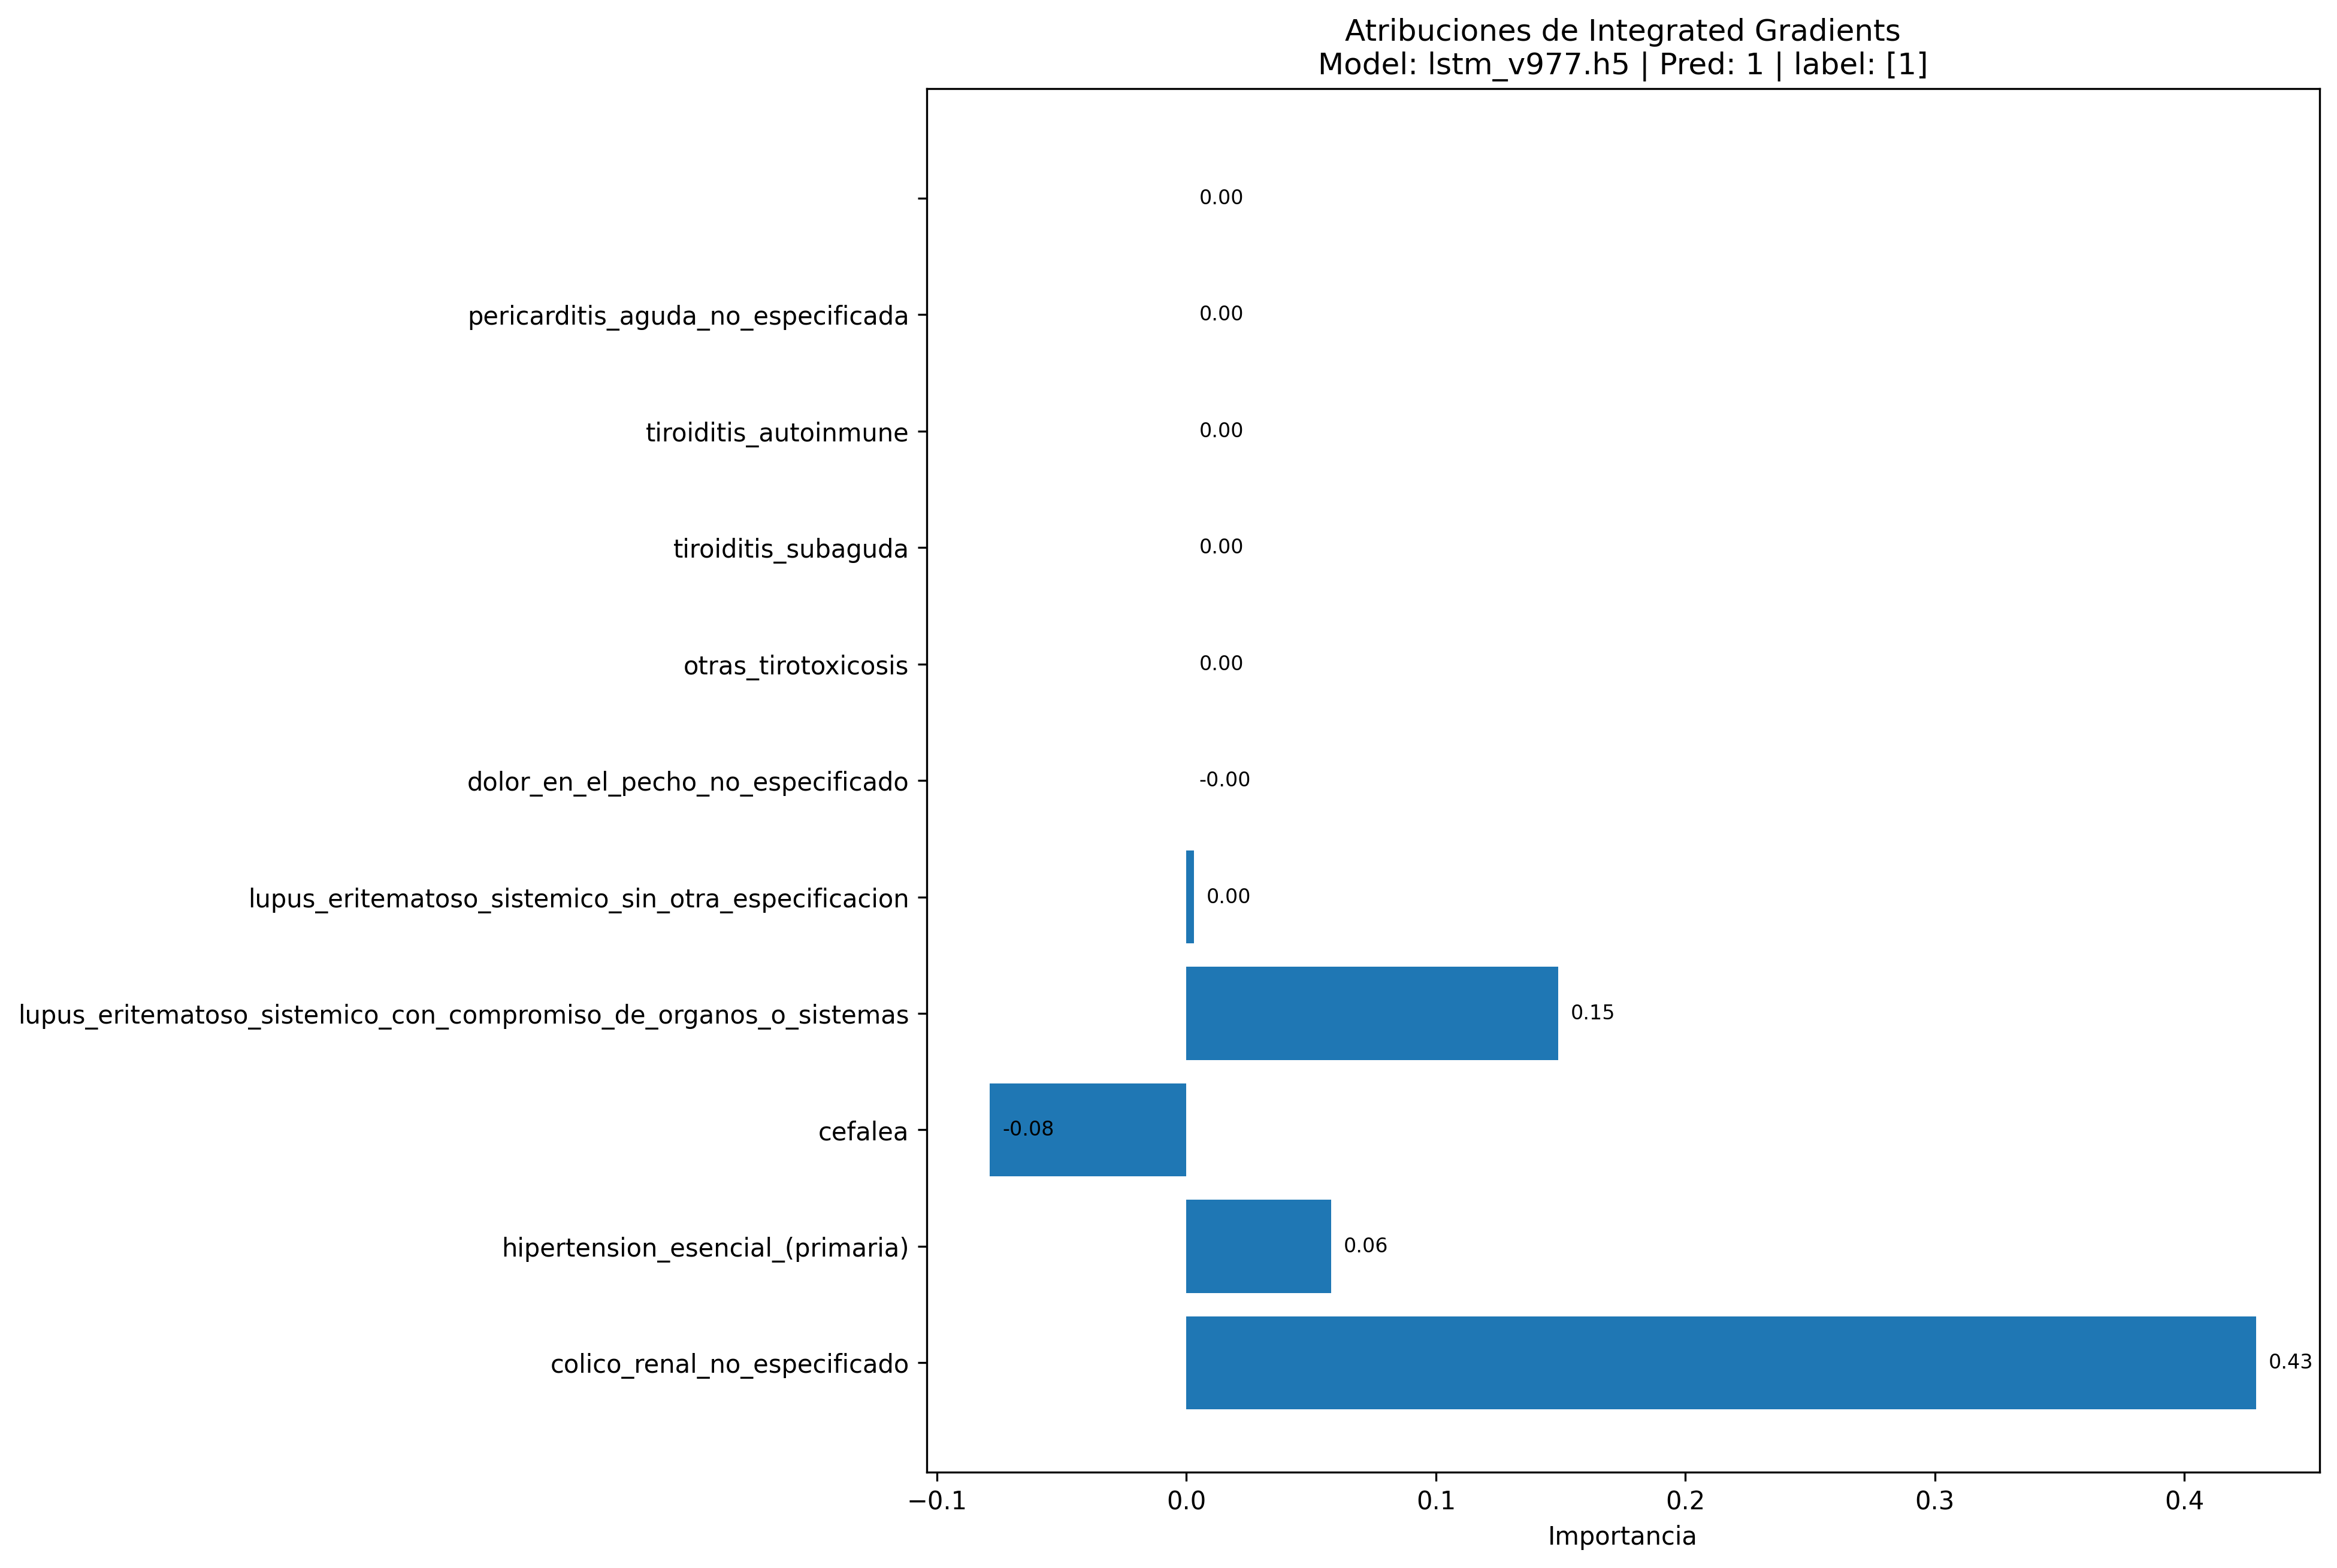 Atribuciones de Integrated Gradients
Model: lstm_v977.h5 | Pred: 1 | label: [1]
0.00
pericarditis_aguda_no_especificada 0.00
tiroiditis_autoinmune 0.00
tiroiditis_subaguda 0.00
otras_tirotoxicosis 0.00
dolor_en_el_pecho_no_especificado -0.00
lupus_eritematoso_sistemico_sin_otra_especificacion 0.00
lupus_eritematoso_sistemico_con_compromiso_de_organos_o_sistemas 0.15
cefalea -0.08
hipertension_esencial_(primaria) 0.06
colico_renal_no_especificado 0.43
−0.1 0.0 0.1 0.2 0.3 0.4
Importancia